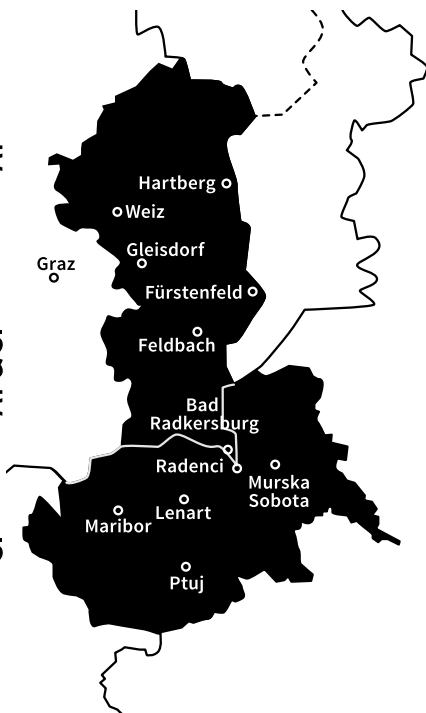 Hartberg
Weiz
Gleisdorf
Graz
Fürstenfeld
Feldbach
Bad
Radkersburg
Radenci
Murska
Sobota
Lenart
Maribor
Ptuj